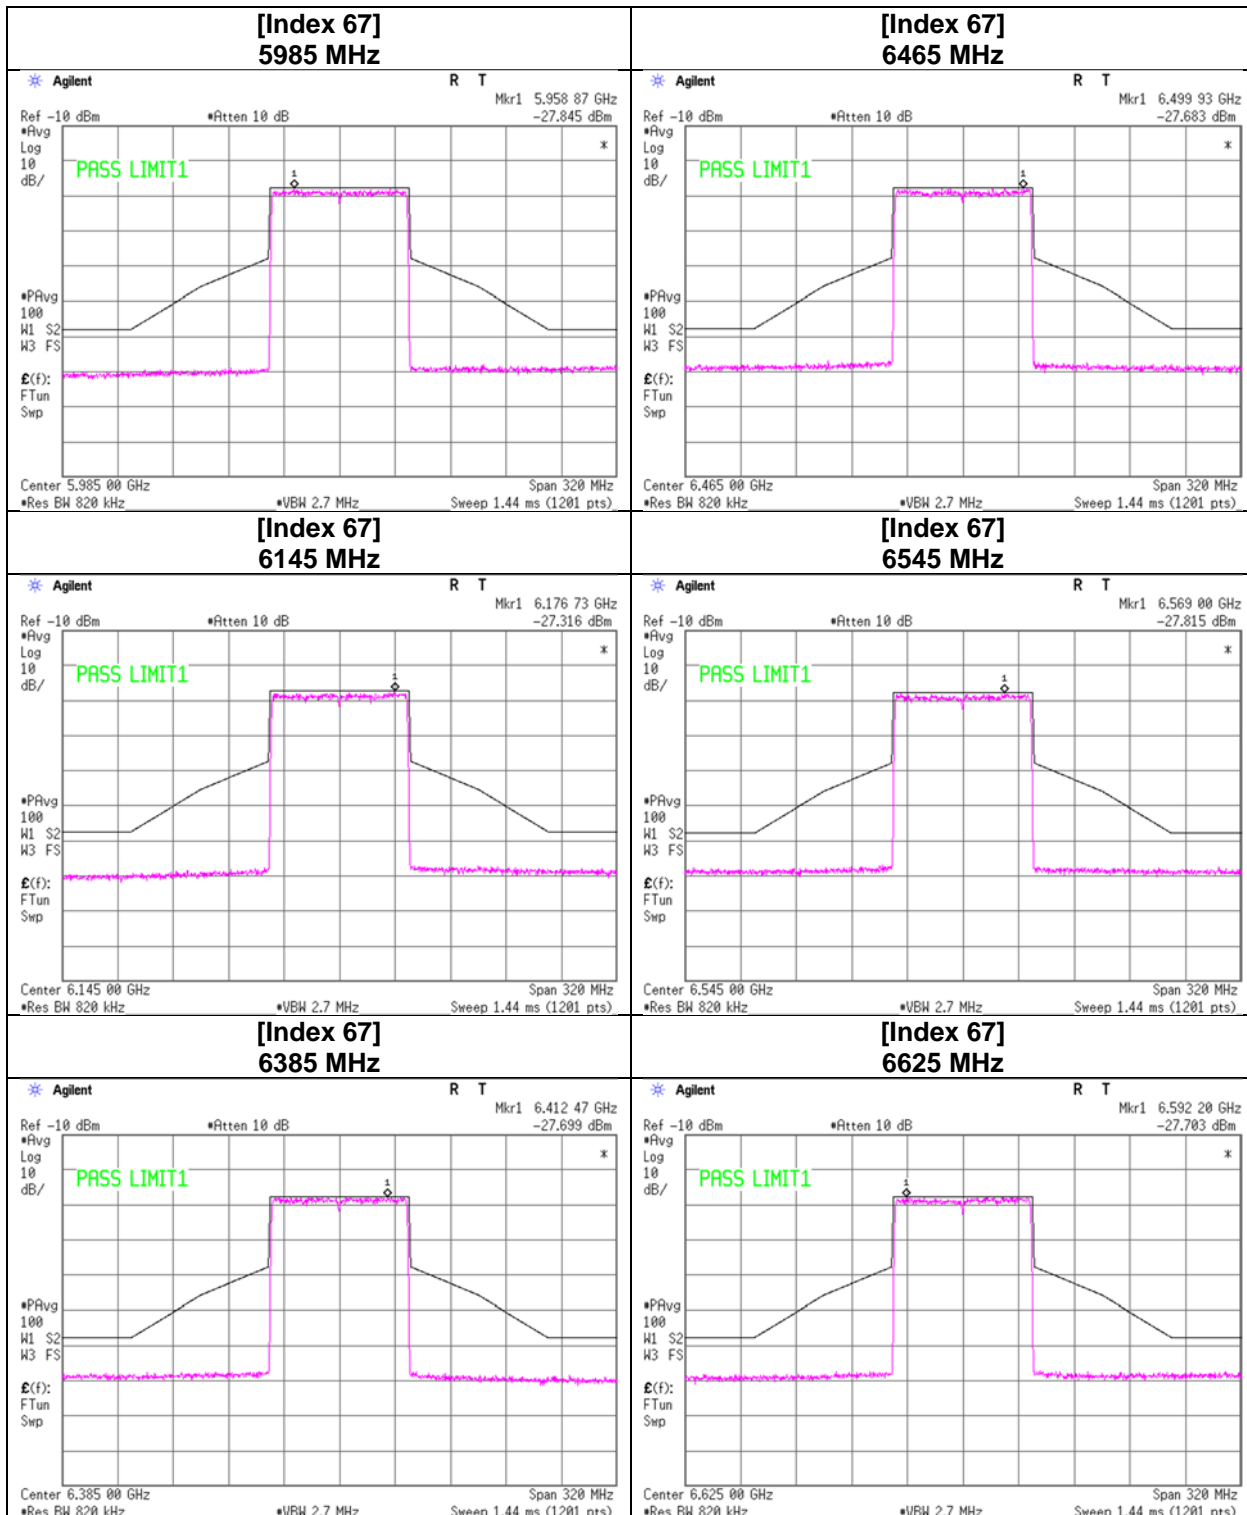 [Index 67]
5985 MHz
Agilent
R T
Mkr1 5.958 87 GHz
Ref -10 dBm
*Atten 10 dB
-27.845 dBm
*Avg
Log
10
dB/
PASS LIMIT1
*
1
*PAvg
100
W1 S2
W3 FS
£(f):
FTun
Swp
Center 5.985 00 GHz
Span 320 MHz
*Res BW 820 kHz
*VBW 2.7 MHz
Sweep 1.44 ms (1201 pts)
[Index 67]
6465 MHz
Agilent
R T
Mkr1 6.499 93 GHz
Ref -10 dBm
*Atten 10 dB
-27.683 dBm
*Avg
Log
10
dB/
PASS LIMIT1
*
1
*PAvg
100
W1 S2
W3 FS
£(f):
FTun
Swp
Center 6.465 00 GHz
Span 320 MHz
*Res BW 820 kHz
*VBW 2.7 MHz
Sweep 1.44 ms (1201 pts)
[Index 67]
6145 MHz
Agilent
R T
Mkr1 6.176 73 GHz
Ref -10 dBm
*Atten 10 dB
-27.316 dBm
*Avg
Log
10
dB/
PASS LIMIT1
*
1
*PAvg
100
W1 S2
W3 FS
£(f):
FTun
Swp
Center 6.145 00 GHz
Span 320 MHz
*Res BW 820 kHz
*VBW 2.7 MHz
Sweep 1.44 ms (1201 pts)
[Index 67]
6545 MHz
Agilent
R T
Mkr1 6.569 00 GHz
Ref -10 dBm
*Atten 10 dB
-27.815 dBm
*Avg
Log
10
dB/
PASS LIMIT1
*
1
*PAvg
100
W1 S2
W3 FS
£(f):
FTun
Swp
Center 6.545 00 GHz
Span 320 MHz
*Res BW 820 kHz
*VBW 2.7 MHz
Sweep 1.44 ms (1201 pts)
[Index 67]
6385 MHz
Agilent
R T
Mkr1 6.412 47 GHz
Ref -10 dBm
*Atten 10 dB
-27.699 dBm
*Avg
Log
10
dB/
PASS LIMIT1
*
1
*PAvg
100
W1 S2
W3 FS
£(f):
FTun
Swp
Center 6.385 00 GHz
Span 320 MHz
*Res BW 820 kHz
*VBW 2.7 MHz
Sweep 1.44 ms (1201 pts)
[Index 67]
6625 MHz
Agilent
R T
Mkr1 6.592 20 GHz
Ref -10 dBm
*Atten 10 dB
-27.703 dBm
*Avg
Log
10
dB/
PASS LIMIT1
*
1
*PAvg
100
W1 S2
W3 FS
£(f):
FTun
Swp
Center 6.625 00 GHz
Span 320 MHz
*Res BW 820 kHz
*VBW 2.7 MHz
Sweep 1.44 ms (1201 pts)